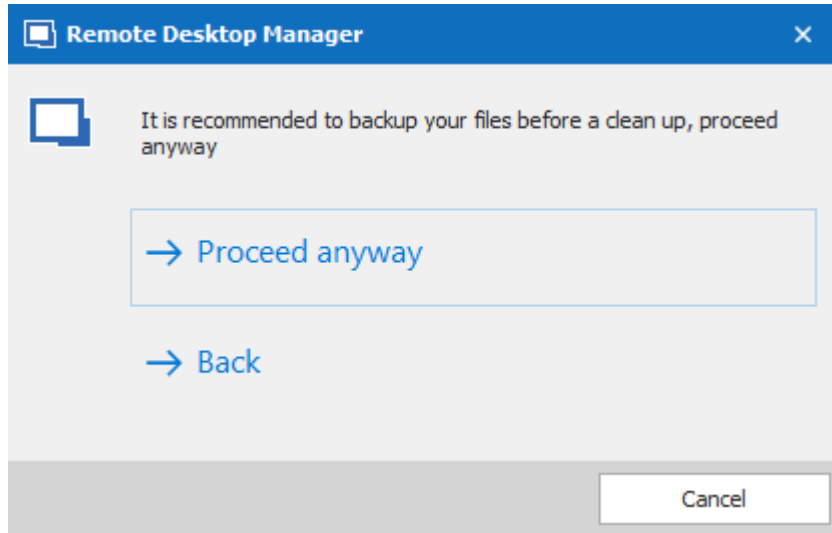 Remote Desktop Manager
It is recommended to backup your files before a clean up, proceed
anyway
Proceed anyway
Back
Cancel